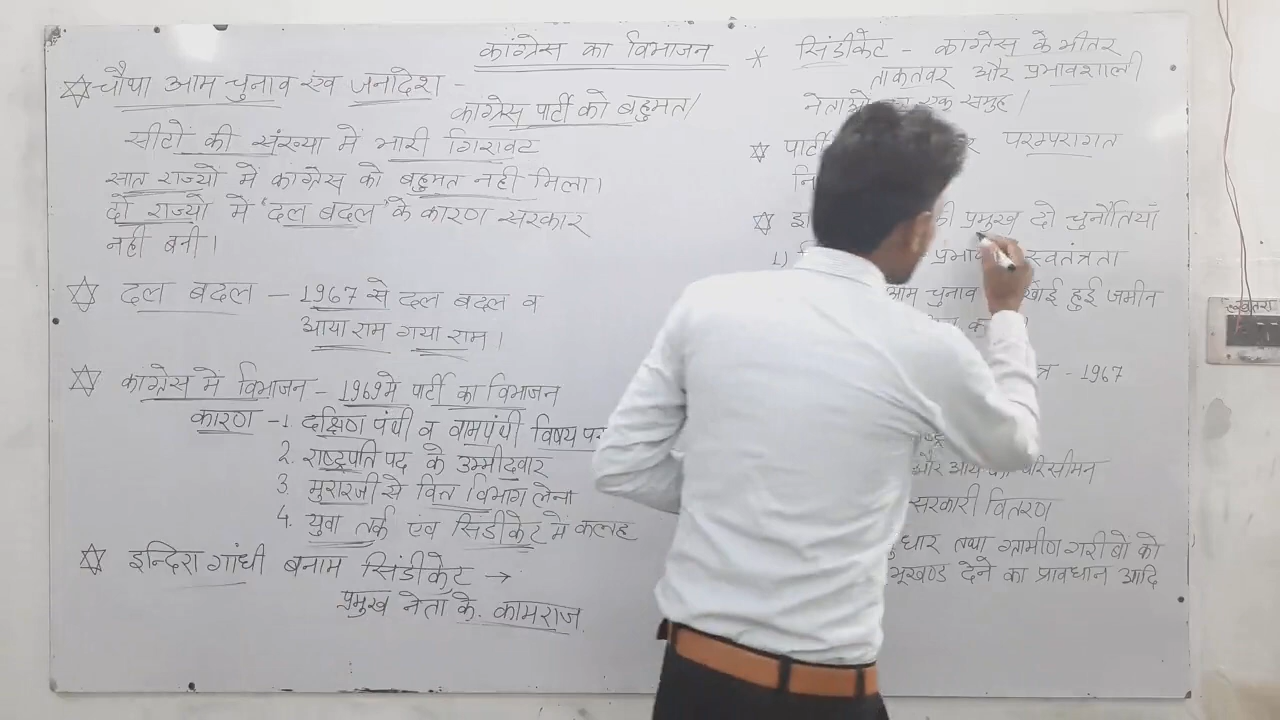 कांग्रेस का विभाजन
☆ चौथा आम चुनाव एंव जनादेश -
कांग्रेस पार्टी को बहुमत/
सीटों की संख्या में भारी गिरावट
सात राज्यो में कांग्रेस को बहुमत नही मिला।
दो राज्यो में "दल बदल" के कारण सरकार
नही बनी।
☆ दल बदल - 1967 से दल बदल व
आया राम गया राम।
☆ कांग्रेस में विभाजन - 1969 मे पार्टी का विभाजन
कारण - 1. दक्षिण पंथी व वामपंथी विषय पर
2. राष्ट्रपति पद के उम्मीदवार
3. मुरारजी से वित्त विभाग लेना
4. युवा तर्क एवं सिंडीकेट में कलह
☆ इन्दिरा गांधी बनाम सिंडीकेट →
प्रमुख नेता के. कामराज
* सिंडीकेट - कांग्रेस के भीतर
ताकतवर और प्रभावशाली
नेताओ का एक समूह।
☆ पार्टी परम्परागत
नि
☆ की प्रमुख दो चुनौतियाँ
1) स्वतंत्रता
आम चुनाव खोई हुई जमीन
- 1967
और आय का परिसीमन
सरकारी वितरण
तथा ग्रामीण गरीबो को
भूखण्ड देने का प्रावधान आदि